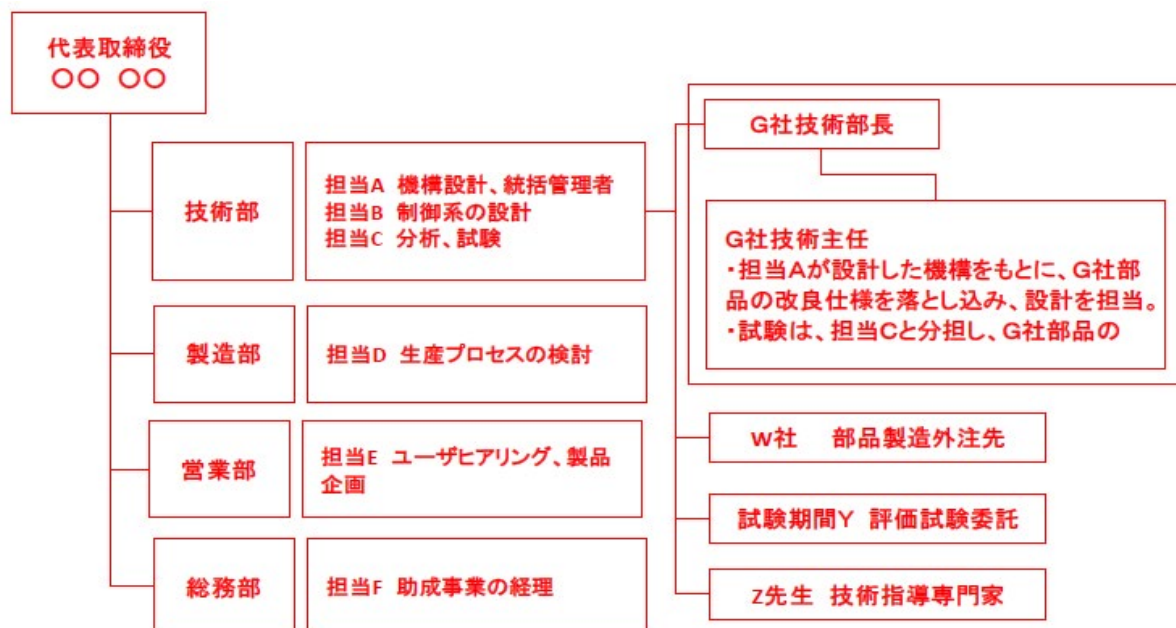 代表取締役
〇〇 〇〇
技術部
担当A 機構設計、統括管理者
担当B 制御系の設計
担当C 分析、試験
製造部
担当D 生産プロセスの検討
営業部
担当E ユーザヒアリング、製品
企画
総務部
担当F 助成事業の経理
G社技術部長
G社技術主任
・担当Aが設計した機構をもとに、G社部
品の改良仕様を落とし込み、設計を担当。
・試験は、担当Cと分担し、G社部品の
W社 部品製造外注先
試験期間Y 評価試験委託
Z先生 技術指導専門家